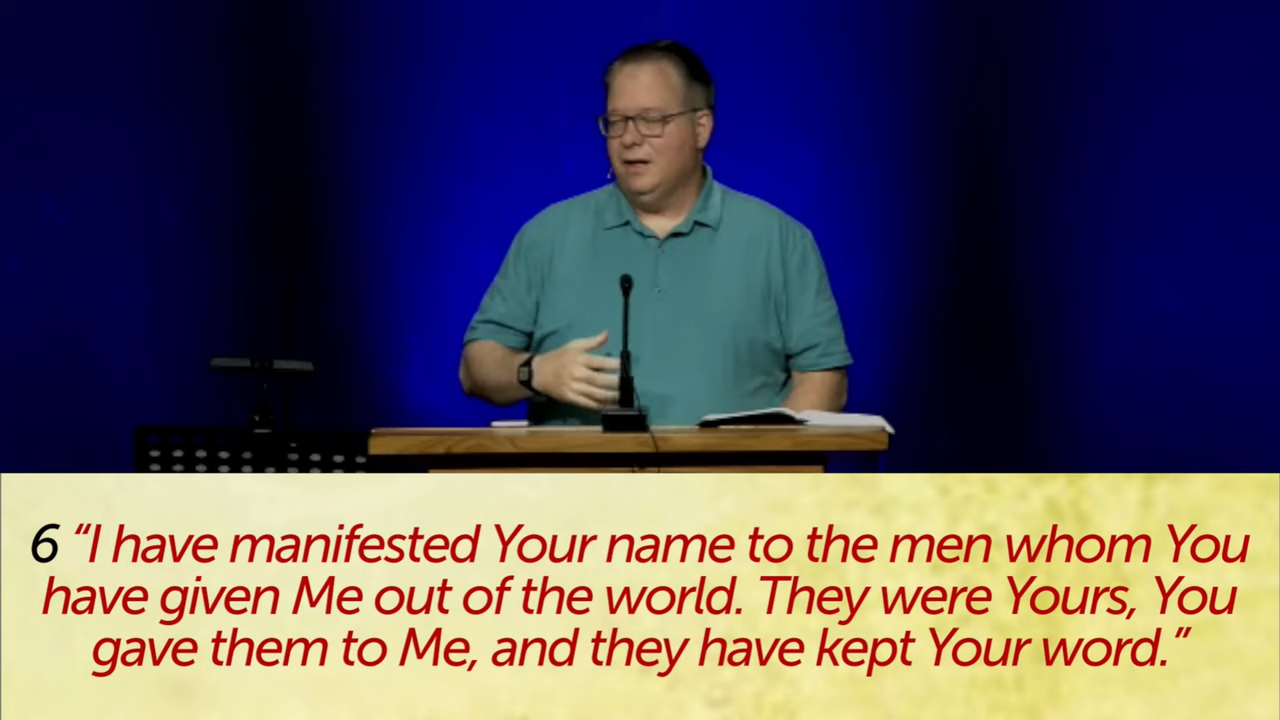 6 “I have manifested Your name to the men whom You
have given Me out of the world. They were Yours, You
gave them to Me, and they have kept Your word.”